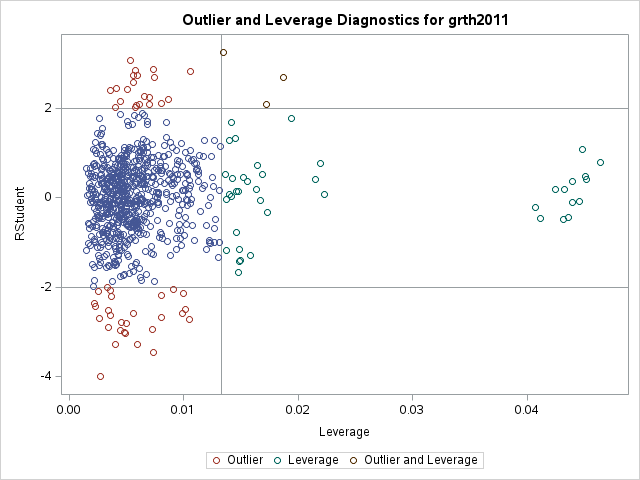 Outlier and Leverage Diagnostics for grth2011
RStudent
2
0
-2
-4
0.00 0.01 0.02 0.03 0.04
Leverage
Outlier Leverage Outlier and Leverage